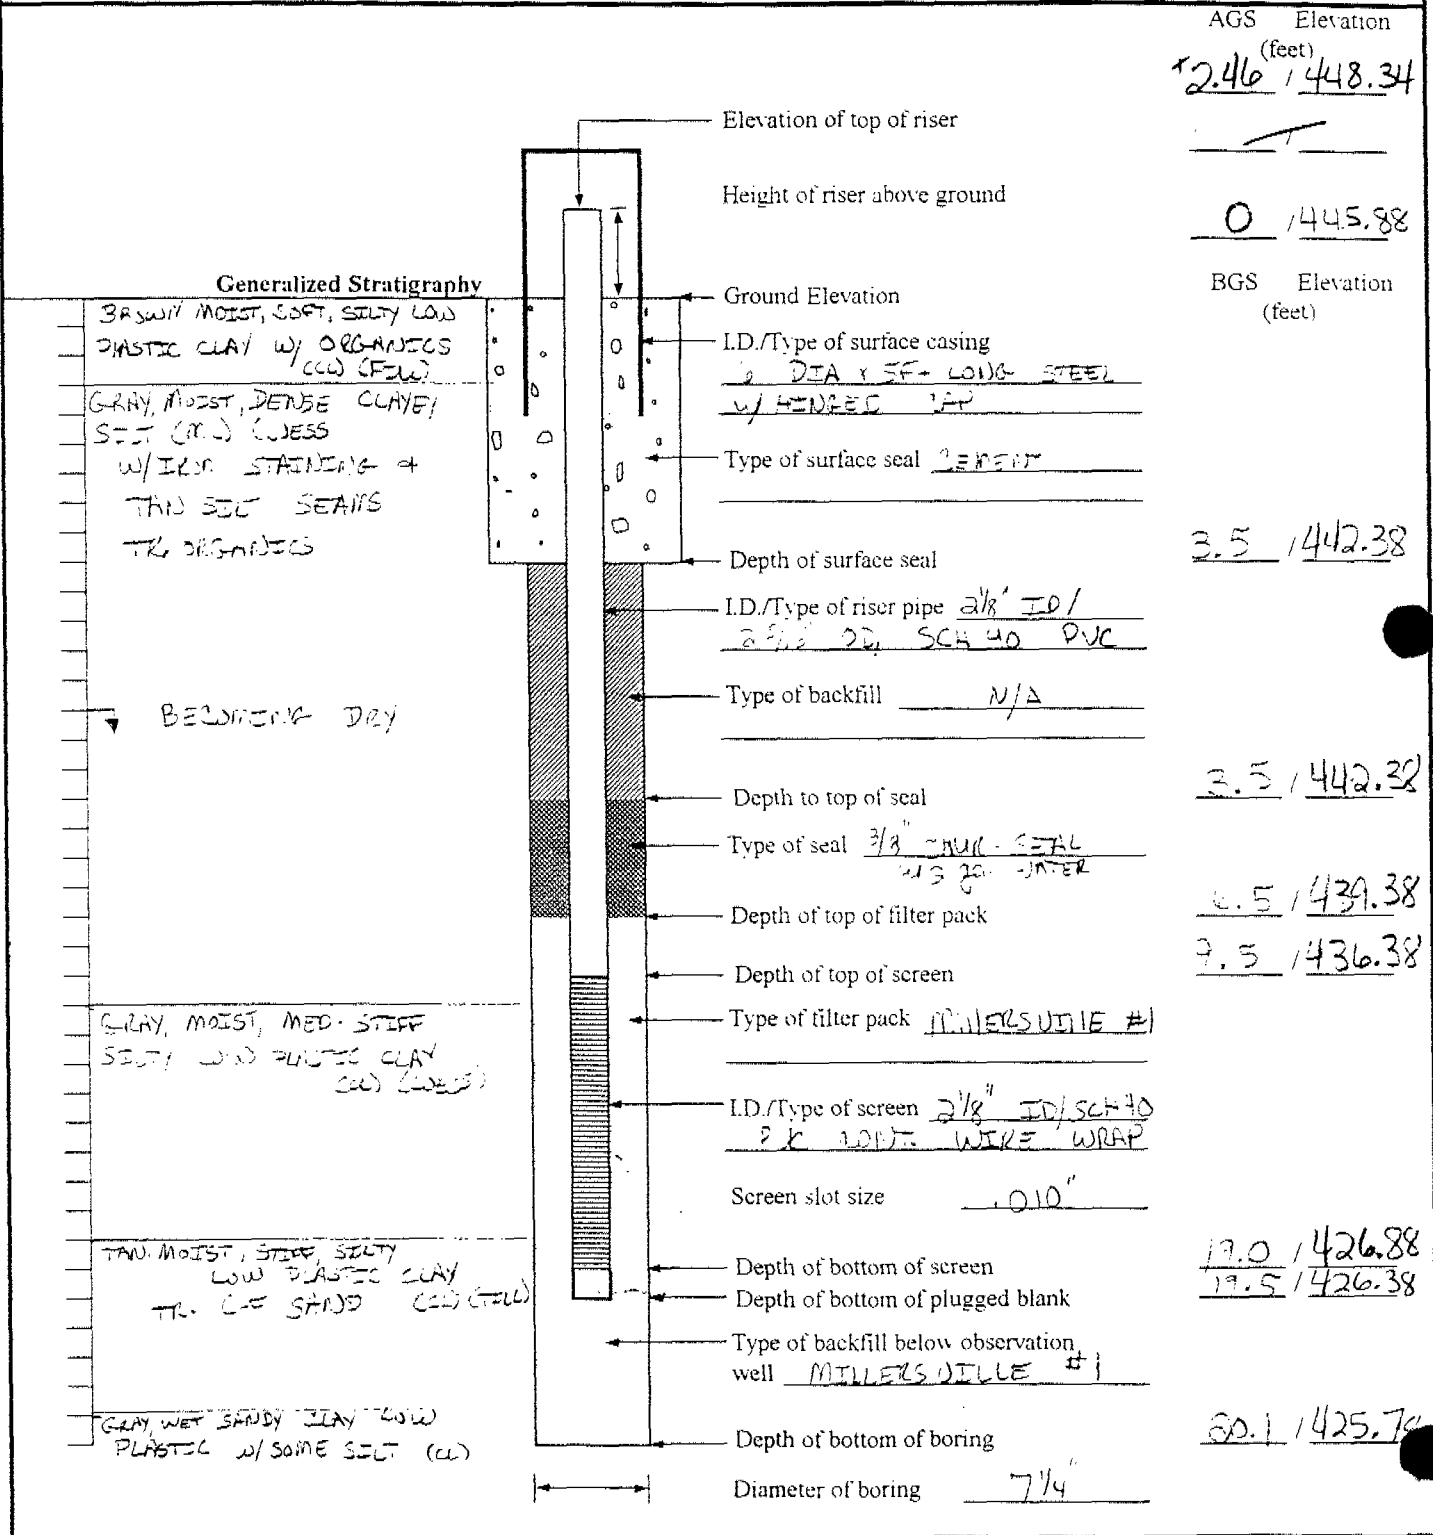 AGS Elevation
(feet)
+2.46 / 448.34
Elevation of top of riser
Height of riser above ground
0 / 445.88
Generalized Stratigraphy
BGS Elevation
(feet)
Ground Elevation
BROWN MOIST, SOFT, SILTY LOW
PLASTIC CLAY W/ ORGANICS
(CL) (FILL)
I.D./Type of surface casing
DIA x 5FT LONG STEEL
W/ HINGED CAP
GRAY, MOIST, DENSE CLAYEY
SILT (ML) (LOESS
W/ IRON STAINING &
TAN SILT SEAMS
TR. ORGANICS
Type of surface seal CEMENT
Depth of surface seal
3.5 / 442.38
I.D./Type of riser pipe 2 1/8" ID/
OD, SCH 40 PVC
Type of backfill N/A
BECOMING DRY
Depth to top of seal
3.5 / 442.38
Type of seal 3/8" SEAL
WATER
Depth of top of filter pack
6.5 / 439.38
Depth of top of screen
9.5 / 436.38
GRAY, MOIST, MED. STIFF
SILTY LOW PLASTIC CLAY
(CL) (LOESS)
Type of filter pack MILLERSVILLE #1
I.D./Type of screen 2 1/8" ID/SCH 40
CONT. WIRE WRAP
Screen slot size .010"
TAN MOIST, STIFF, SILTY
LOW PLASTIC CLAY
TR. C-F SAND (CL) (TILL)
Depth of bottom of screen
19.0 / 426.88
Depth of bottom of plugged blank
19.5 / 426.38
Type of backfill below observation
well MILLERSVILLE #1
GRAY, WET SANDY CLAY LOW
PLASTIC W/ SOME SILT (CL)
Depth of bottom of boring
20.1 / 425.7
Diameter of boring 7 1/4"